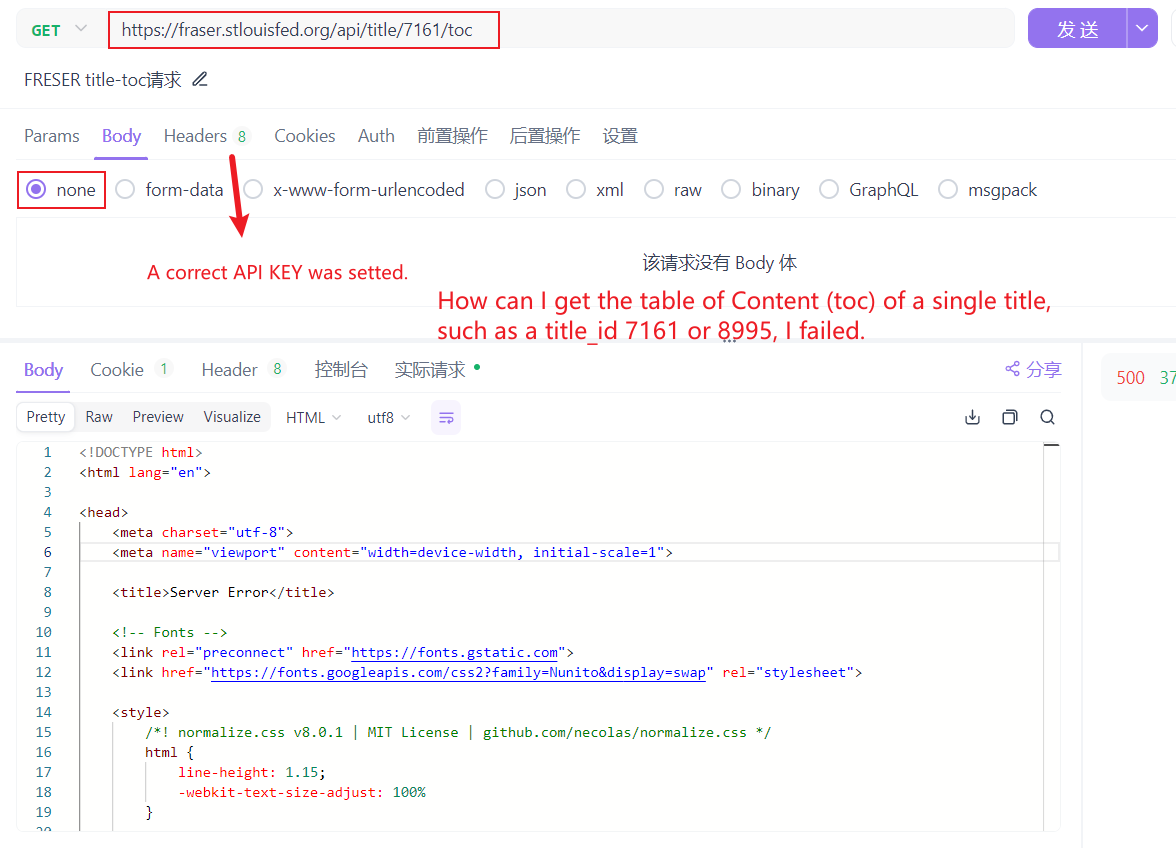 GET https://fraser.stlouisfed.org/api/title/7161/toc 发 送
FRESER title-toc请求
Params Body Headers 8 Cookies Auth 前置操作 后置操作 设置
none form-data x-www-form-urlencoded json xml raw binary GraphQL msgpack
该请求没有 Body 体
A correct API KEY was setted.
How can I get the table of Content (toc) of a single title,
such as a title_id 7161 or 8995, I failed.
Body Cookie 1 Header 8 控制台 实际请求 分享
500 37
Pretty Raw Preview Visualize HTML utf8
1 <!DOCTYPE html>
2 <html lang="en">
3
4 <head>
5 <meta charset="utf-8">
6 <meta name="viewport" content="width=device-width, initial-scale=1">
7
8 <title>Server Error</title>
9
10 <!-- Fonts -->
11 <link rel="preconnect" href="https://fonts.gstatic.com">
12 <link href="https://fonts.googleapis.com/css2?family=Nunito&display=swap" rel="stylesheet">
13
14 <style>
15 /*! normalize.css v8.0.1 | MIT License | github.com/necolas/normalize.css */
16 html {
17 line-height: 1.15;
18 -webkit-text-size-adjust: 100%
19 }
20